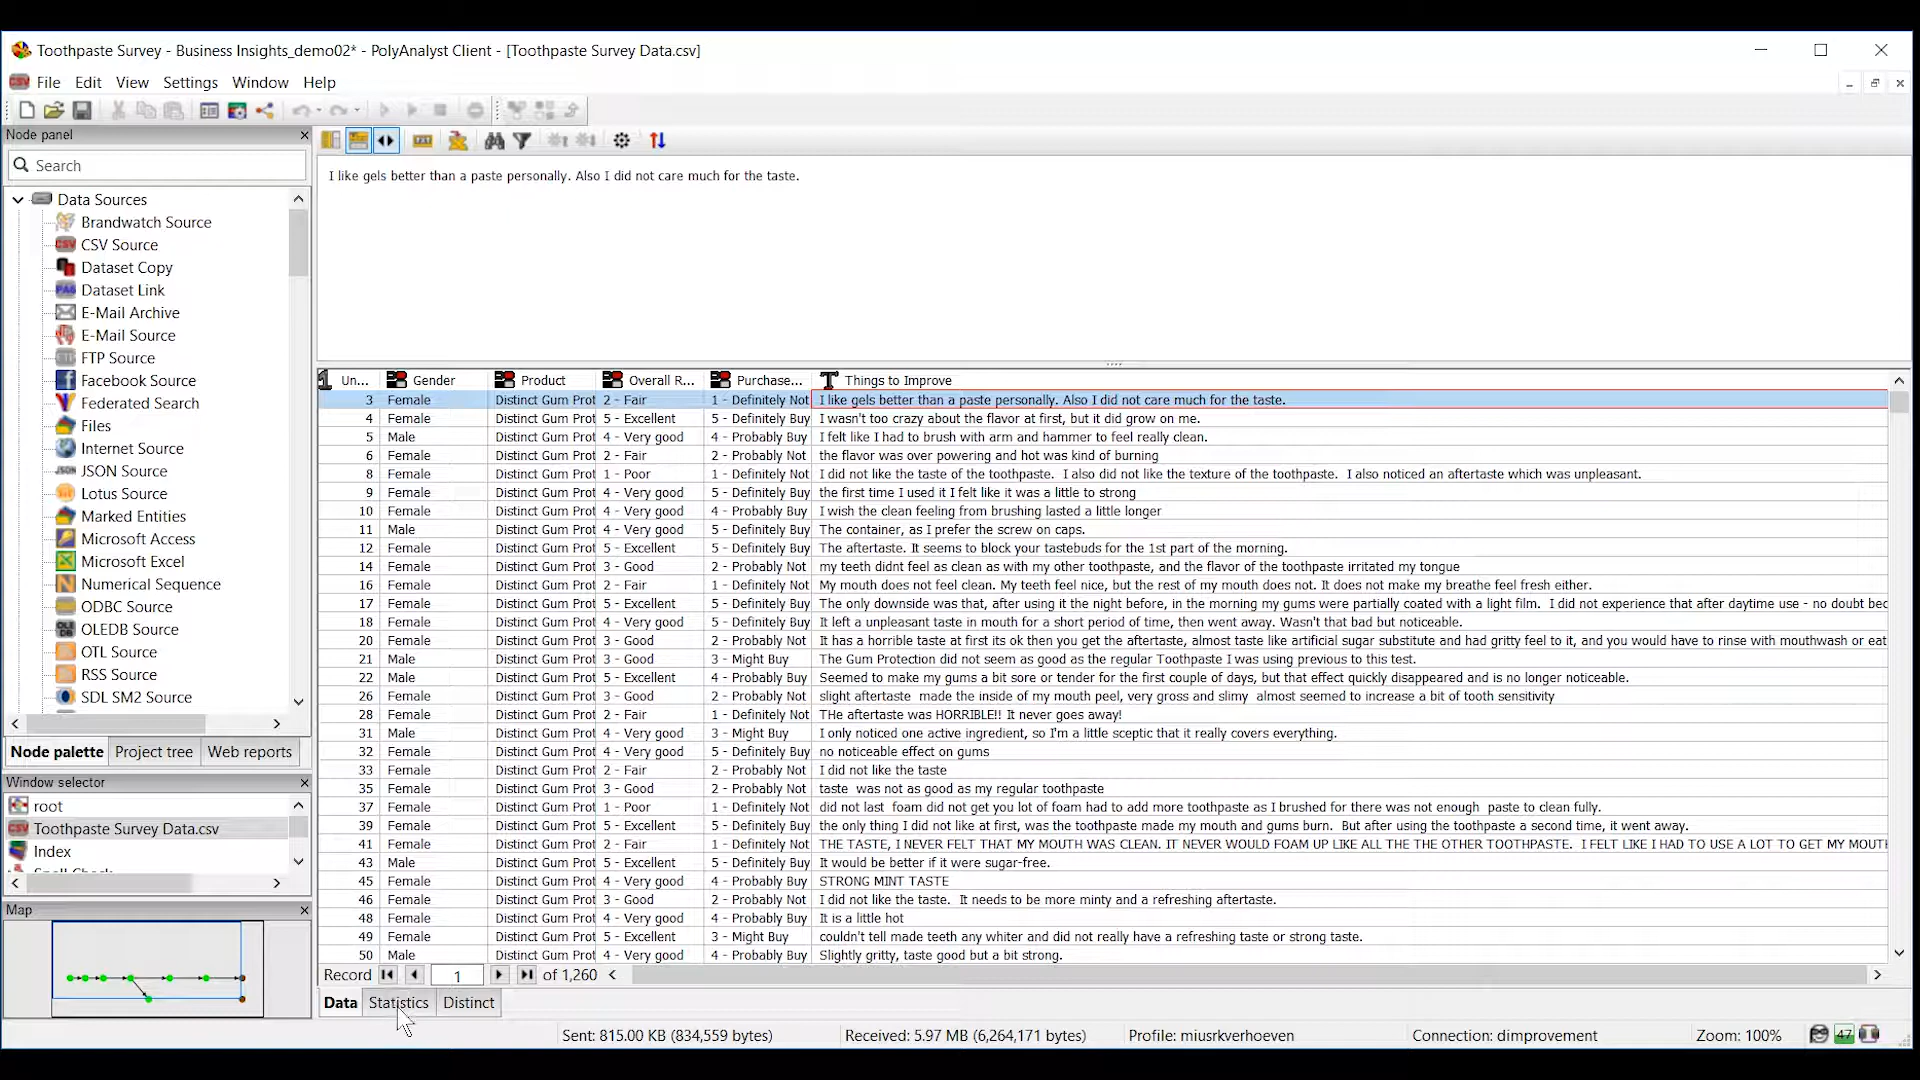 Toothpaste Survey - Business Insights_demo02* - PolyAnalyst Client - [Toothpaste Survey Data.csv]
File Edit View Settings Window Help
Node panel
Search
Data Sources
Brandwatch Source
CSV Source
Dataset Copy
Dataset Link
E-Mail Archive
E-Mail Source
FTP Source
Facebook Source
Federated Search
Files
Internet Source
JSON Source
Lotus Source
Marked Entities
Microsoft Access
Microsoft Excel
Numerical Sequence
ODBC Source
OLEDB Source
OTL Source
RSS Source
SDL SM2 Source
Node palette Project tree Web reports
Window selector
root
Toothpaste Survey Data.csv
Index
Map
I like gels better than a paste personally. Also I did not care much for the taste.
Un... Gender Product Overall R... Purchase... Things to Improve
3 Female Distinct Gum Prot 2 - Fair 1 - Definitely Not I like gels better than a paste personally. Also I did not care much for the taste.
4 Female Distinct Gum Prot 5 - Excellent 5 - Definitely Buy I wasn't too crazy about the flavor at first, but it did grow on me.
5 Male Distinct Gum Prot 4 - Very good 4 - Probably Buy I felt like I had to brush with arm and hammer to feel really clean.
6 Female Distinct Gum Prot 2 - Fair 2 - Probably Not the flavor was over powering and hot was kind of burning
8 Female Distinct Gum Prot 1 - Poor 1 - Definitely Not I did not like the taste of the toothpaste. I also did not like the texture of the toothpaste. I also noticed an aftertaste which was unpleasant.
9 Female Distinct Gum Prot 4 - Very good 5 - Definitely Buy the first time I used it I felt like it was a little to strong
10 Female Distinct Gum Prot 4 - Very good 4 - Probably Buy I wish the clean feeling from brushing lasted a little longer
11 Male Distinct Gum Prot 4 - Very good 5 - Definitely Buy The container, as I prefer the screw on caps.
12 Female Distinct Gum Prot 5 - Excellent 5 - Definitely Buy The aftertaste. It seems to block your tastebuds for the 1st part of the morning.
14 Female Distinct Gum Prot 3 - Good 2 - Probably Not my teeth didnt feel as clean as with my other toothpaste, and the flavor of the toothpaste irritated my tongue
16 Female Distinct Gum Prot 2 - Fair 1 - Definitely Not My mouth does not feel clean. My teeth feel nice, but the rest of my mouth does not. It does not make my breathe feel fresh either.
17 Female Distinct Gum Prot 5 - Excellent 5 - Definitely Buy The only downside was that, after using it the night before, in the morning my gums were partially coated with a light film. I did not experience that after daytime use - no doubt bec
18 Female Distinct Gum Prot 4 - Very good 5 - Definitely Buy It left a unpleasant taste in mouth for a short period of time, then went away. Wasn't that bad but noticeable.
20 Female Distinct Gum Prot 3 - Good 2 - Probably Not It has a horrible taste at first its ok then you get the aftertaste, almost taste like artificial sugar substitute and had gritty feel to it, and you would have to rinse with mouthwash or eat
21 Male Distinct Gum Prot 3 - Good 3 - Might Buy The Gum Protection did not seem as good as the regular Toothpaste I was using previous to this test.
22 Male Distinct Gum Prot 5 - Excellent 4 - Probably Buy Seemed to make my gums a bit sore or tender for the first couple of days, but that effect quickly disappeared and is no longer noticeable.
26 Female Distinct Gum Prot 3 - Good 2 - Probably Not slight aftertaste made the inside of my mouth peel, very gross and slimy almost seemed to increase a bit of tooth sensitivity
28 Female Distinct Gum Prot 2 - Fair 1 - Definitely Not THe aftertaste was HORRIBLE!! It never goes away!
31 Male Distinct Gum Prot 4 - Very good 3 - Might Buy I only noticed one active ingredient, so I'm a little sceptic that it really covers everything.
32 Female Distinct Gum Prot 4 - Very good 5 - Definitely Buy no noticeable effect on gums
33 Female Distinct Gum Prot 2 - Fair 2 - Probably Not I did not like the taste
35 Female Distinct Gum Prot 3 - Good 2 - Probably Not taste was not as good as my regular toothpaste
37 Female Distinct Gum Prot 1 - Poor 1 - Definitely Not did not last foam did not get you lot of foam had to add more toothpaste as I brushed for there was not enough paste to clean fully.
39 Female Distinct Gum Prot 5 - Excellent 5 - Definitely Buy the only thing I did not like at first, was the toothpaste made my mouth and gums burn. But after using the toothpaste a second time, it went away.
41 Female Distinct Gum Prot 2 - Fair 1 - Definitely Not THE TASTE, I NEVER FELT THAT MY MOUTH WAS CLEAN. IT NEVER WOULD FOAM UP LIKE ALL THE THE OTHER TOOTHPASTE. I FELT LIKE I HAD TO USE A LOT TO GET MY MOUTH
43 Male Distinct Gum Prot 5 - Excellent 5 - Definitely Buy It would be better if it were sugar-free.
45 Female Distinct Gum Prot 4 - Very good 4 - Probably Buy STRONG MINT TASTE
46 Female Distinct Gum Prot 3 - Good 2 - Probably Not I did not like the taste. It needs to be more minty and a refreshing aftertaste.
48 Female Distinct Gum Prot 4 - Very good 4 - Probably Buy It is a little hot
49 Female Distinct Gum Prot 5 - Excellent 3 - Might Buy couldn't tell made teeth any whiter and did not really have a refreshing taste or strong taste.
50 Male Distinct Gum Prot 4 - Very good 4 - Probably Buy Slightly gritty, taste good but a bit strong.
Record 1 of 1,260
Data Statistics Distinct
Sent: 815.00 KB (834,559 bytes) Received: 5.97 MB (6,264,171 bytes) Profile: miusrkverhoeven Connection: dimprovement Zoom: 100% 47